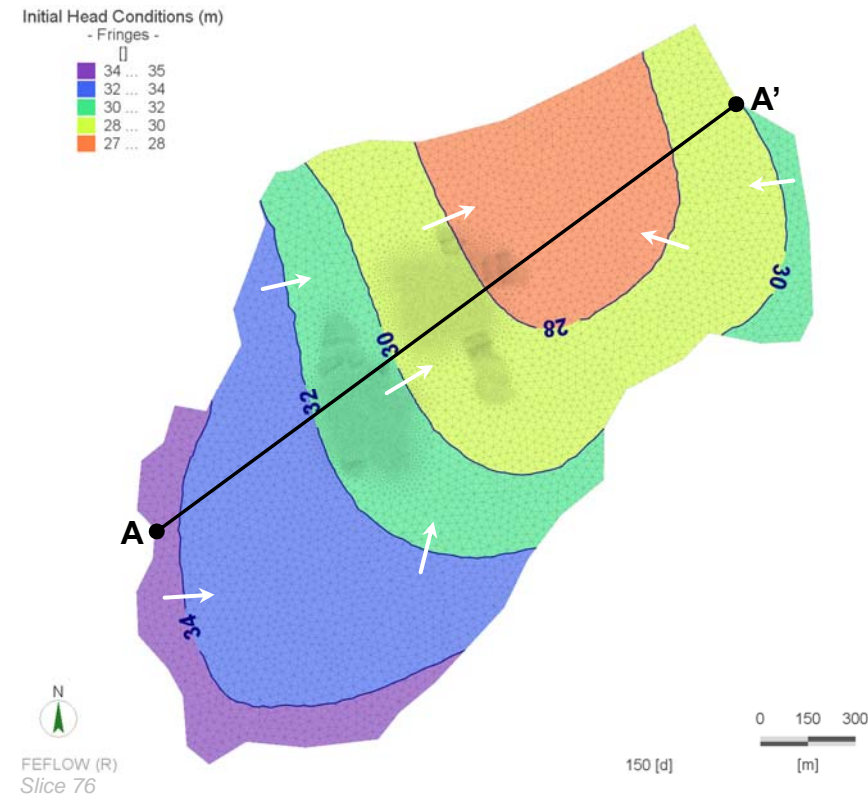 Initial Head Conditions (m)
- Fringes -
[]
34 ... 35
32 ... 34
30 ... 32
28 ... 30
27 ... 28
A'
30
28
30
32
A
34
N
0 150 300
FEFLOW (R)
150 [d]
[m]
Slice 76